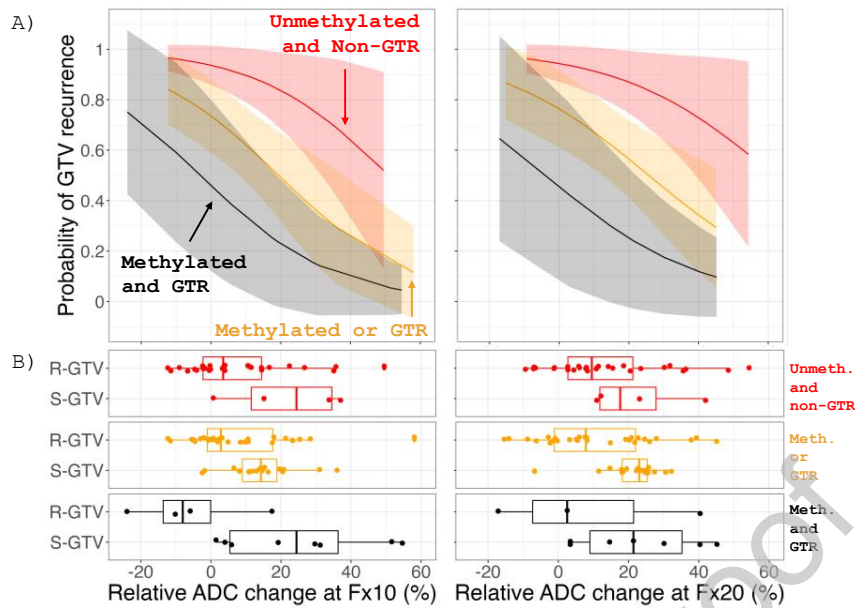 A)
Unmethylated
and Non-GTR
Probability of GTV recurrence
1
0.8
0.6
0.4
0.2
0
Methylated
and GTR
Methylated or GTR
B)
R-GTV
S-GTV
Unmeth.
and
non-GTR
R-GTV
S-GTV
Meth.
or
GTR
R-GTV
S-GTV
Meth.
and
GTR
-20 0 20 40 60 -20 0 20 40 60
Relative ADC change at Fx10 (%) Relative ADC change at Fx20 (%)
oof